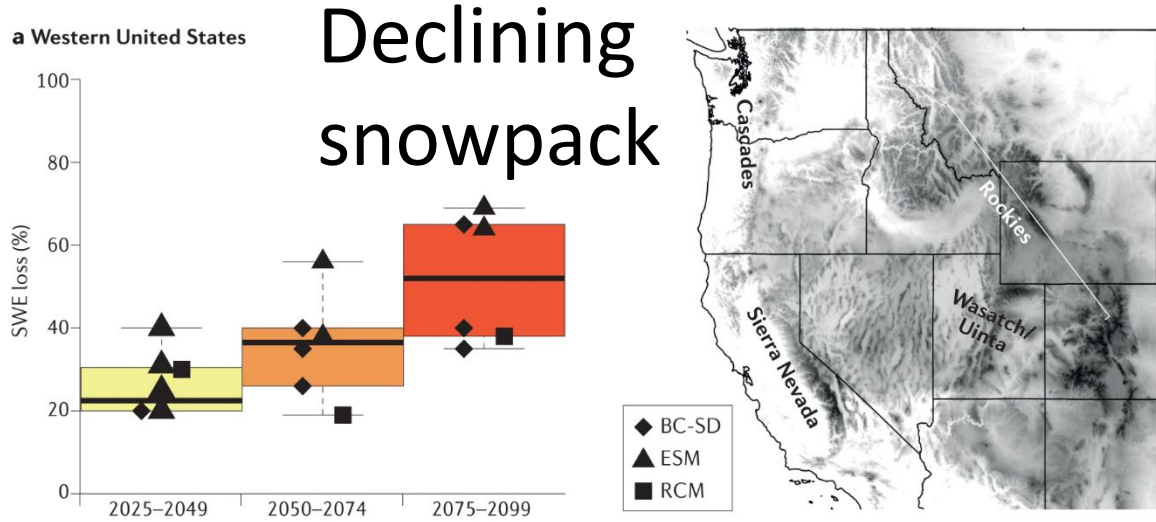 a Western United States
Declining
snowpack
SWE loss (%)
100
80
60
40
20
0
2025–2049
2050–2074
2075–2099
BC-SD
ESM
RCM
Cascades
Rockies
Wasatch/
Uinta
Sierra Nevada